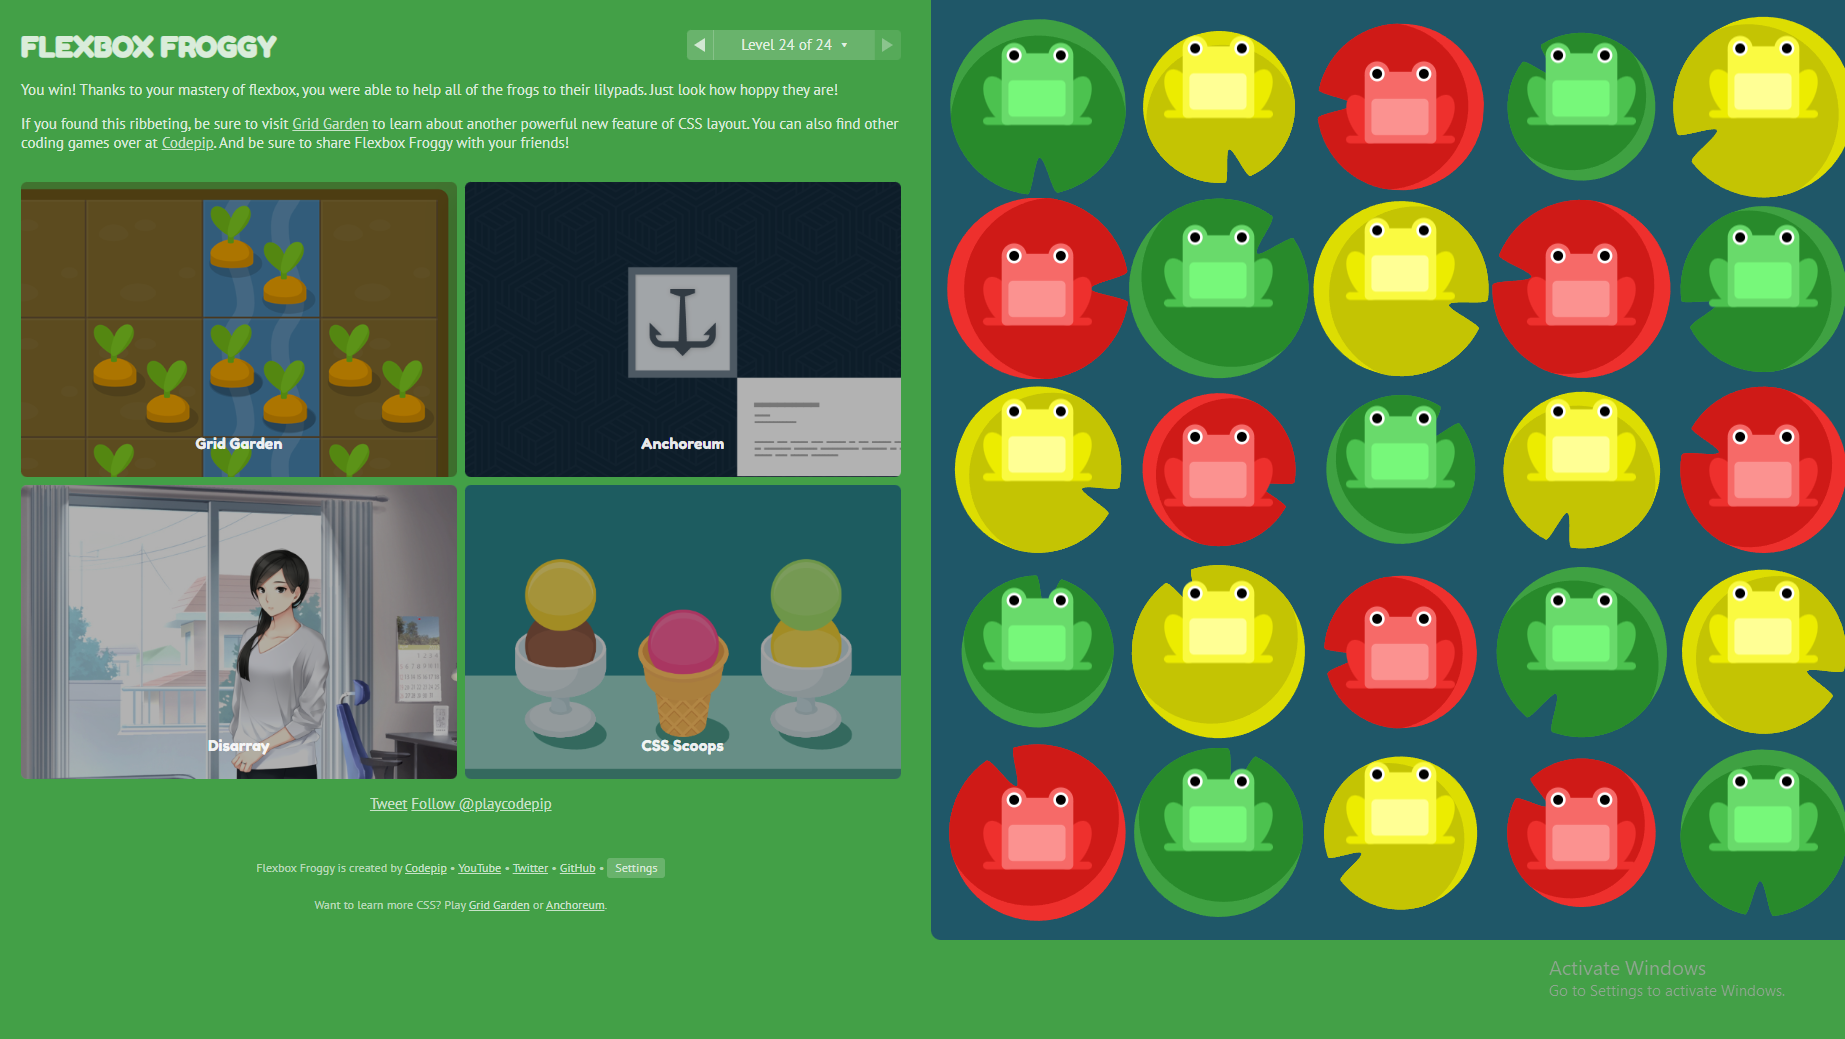 FLEXBOX FROGGY
Level 24 of 24
You win! Thanks to your mastery of flexbox, you were able to help all of the frogs to their lilypads. Just look how hoppy they are!
If you found this ribbeting, be sure to visit Grid Garden to learn about another powerful new feature of CSS layout. You can also find other
coding games over at Codepip. And be sure to share Flexbox Froggy with your friends!
Grid Garden
Anchoreum
Disarray
CSS Scoops
Tweet Follow @playcodepip
Flexbox Froggy is created by Codepip • YouTube • Twitter • GitHub • Settings
Want to learn more CSS? Play Grid Garden or Anchoreum.
Activate Windows
Go to Settings to activate Windows.